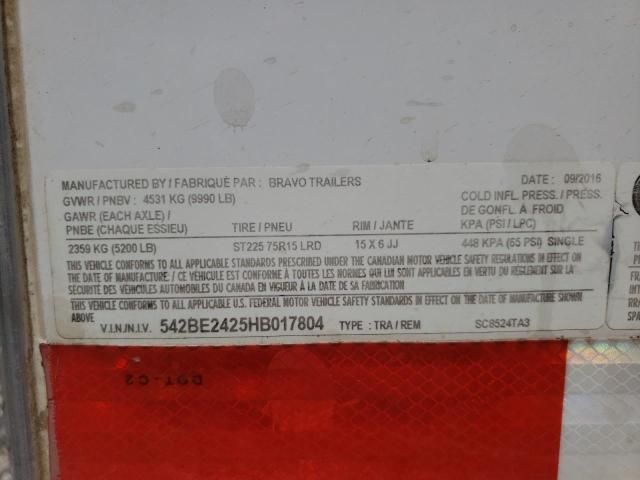 MANUFACTURED BY / FABRIQUÉ PAR : BRAVO TRAILERS DATE : 09/2016
GVWR / PNBV : 4531 KG (9990 LB) COLD INFL. PRESS./ PRESS.
GAWR (EACH AXLE) / DE GONFL. À FROID
PNBE (CHAQUE ESSIEU) TIRE / PNEU RIM / JANTE KPA (PSI / LPC)
2359 KG (5200 LB) ST225 75R15 LRD 15 X 6 JJ 448 KPA (65 PSI) SINGLE
THIS VEHICLE CONFORMS TO ALL APPLICABLE STANDARDS PRESCRIBED UNDER THE CANADIAN MOTOR VEHICLE SAFETY REGULATIONS IN EFFECT ON
THE DATE OF MANUFACTURE. / CE VÉHICULE EST CONFORME À TOUTES LES NORMES QUI LUI SONT APPLICABLES EN VERTU DU RÈGLEMENT SUR LA
SÉCURITÉ DES VÉHICULES AUTOMOBILES DU CANADA EN VIGUEUR À LA DATE DE SA FABRICATION
THIS VEHICLE CONFORMS TO ALL APPLICABLE U.S. FEDERAL MOTOR VEHICLE SAFETY STANDARDS IN EFFECT ON THE DATE OF MANUFACTURE SHOWN
ABOVE
V.I.N./N.I.V. 542BE2425HB017804 TYPE : TRA / REM SC8524TA3
DOT-C2